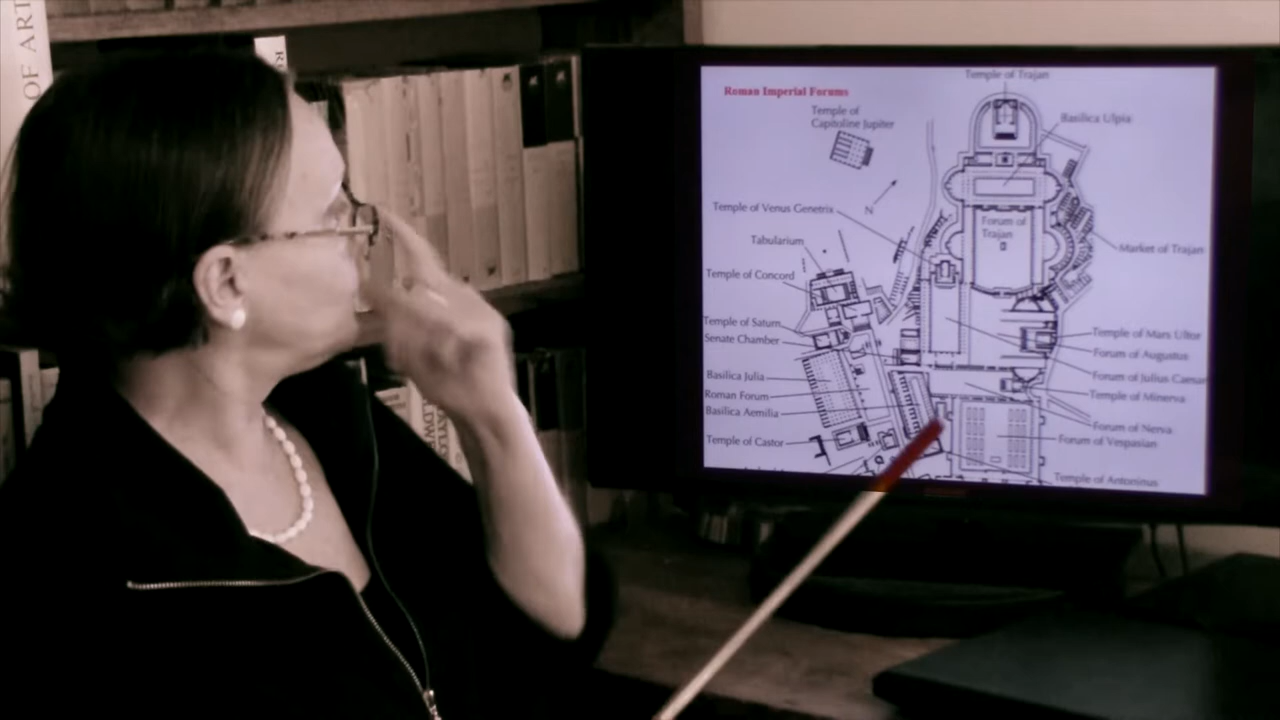 OF ART
Roman Imperial Forums
Temple of Trajan
Temple of
Capitoline Jupiter
Basilica Ulpia
N
Temple of Venus Genetrix
Forum of
Trajan
Tabularium
Market of Trajan
Temple of Concord
Temple of Saturn
Senate Chamber
Temple of Mars Ultor
Forum of Augustus
Basilica Julia
Forum of Julius Caesar
Roman Forum
Temple of Minerva
Basilica Aemilia
Forum of Nerva
Temple of Castor
Forum of Vespasian
Temple of Antoninus